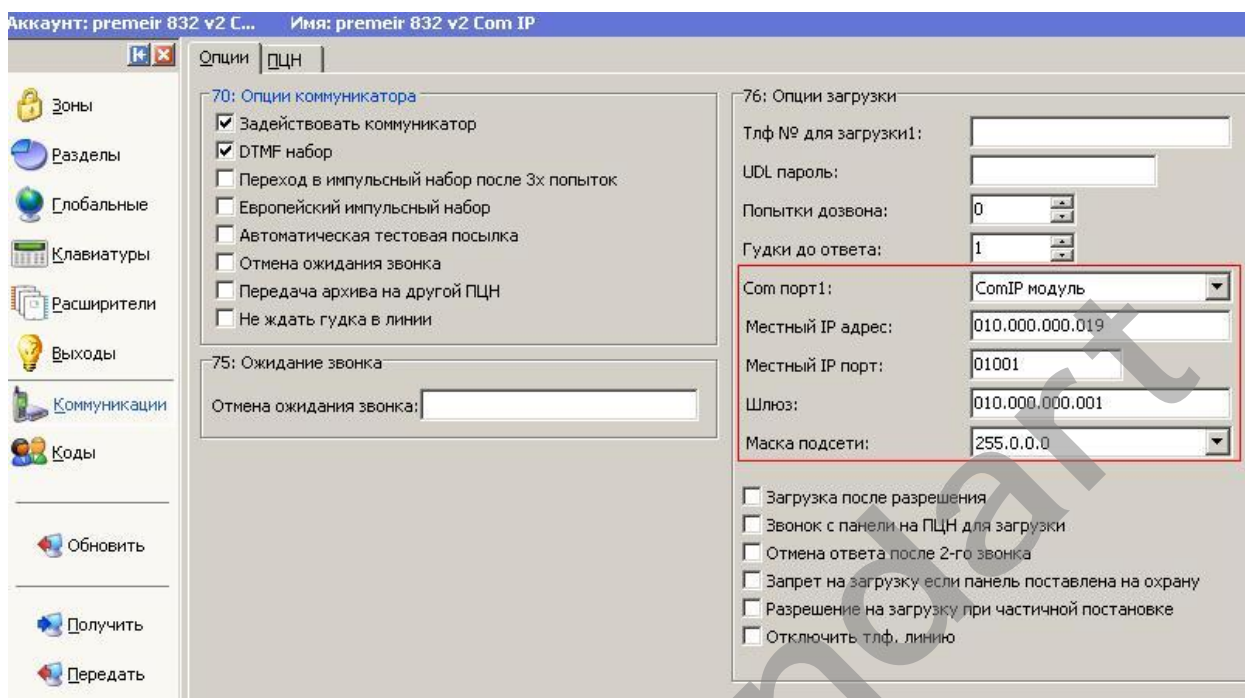 Аккаунт: premeir 832 v2 C... Имя: premeir 832 v2 Com IP
Опции ПЦН
Зоны
Разделы
Глобальные
Клавиатуры
Расширители
Выходы
Коммуникации
Коды
Обновить
Получить
Передать
70: Опции коммуникатора
Задействовать коммуникатор
DTMF набор
Переход в импульсный набор после 3х попыток
Европейский импульсный набор
Автоматическая тестовая посылка
Отмена ожидания звонка
Передача архива на другой ПЦН
Не ждать гудка в линии
75: Ожидание звонка
Отмена ожидания звонка:
76: Опции загрузки
Тлф № для загрузки1:
UDL пароль:
Попытки дозвона: 0
Гудки до ответа: 1
Com порт1: ComIP модуль
Местный IP адрес: 010.000.000.019
Местный IP порт: 01001
Шлюз: 010.000.000.001
Маска подсети: 255.0.0.0
Загрузка после разрешения
Звонок с панели на ПЦН для загрузки
Отмена ответа после 2-го звонка
Запрет на загрузку если панель поставлена на охрану
Разрешение на загрузку при частичной постановке
Отключить тлф. линию
ndart